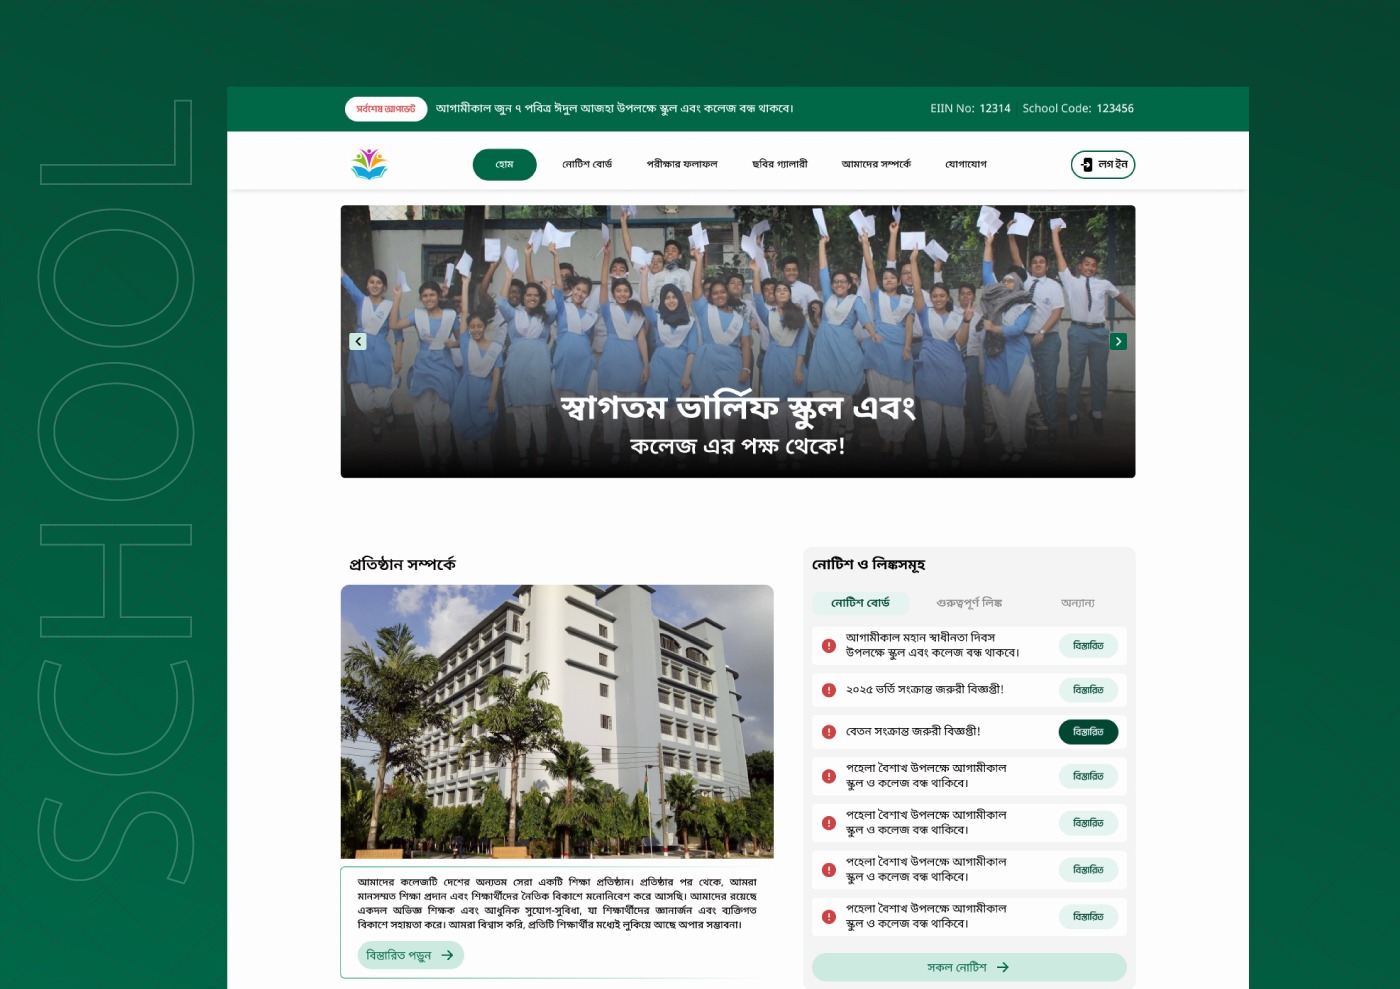 SCHOOL
সর্বশেষ আপডেট
আগামীকাল জুন ৭ পবিত্র ঈদুল আজহা উপলক্ষে স্কুল এবং কলেজ বন্ধ থাকবে।
EIIN No: 12314
School Code: 123456
হোম
নোটিশ বোর্ড
পরীক্ষার ফলাফল
ছবির গ্যালারী
আমাদের সম্পর্কে
যোগাযোগ
লগ ইন
স্বাগতম ভার্লিফ স্কুল এবং
কলেজ এর পক্ষ থেকে!
প্রতিষ্ঠান সম্পর্কে
আমাদের কলেজটি দেশের অন্যতম সেরা একটি শিক্ষা প্রতিষ্ঠান। প্রতিষ্ঠার পর থেকে, আমরা
মানসম্মত শিক্ষা প্রদান এবং শিক্ষার্থীদের নৈতিক বিকাশে মনোনিবেশ করে আসছি। আমাদের রয়েছে
একদল অভিজ্ঞ শিক্ষক এবং আধুনিক সুযোগ-সুবিধা, যা শিক্ষার্থীদের জ্ঞানার্জন এবং ব্যক্তিগত
বিকাশে সহায়তা করে। আমরা বিশ্বাস করি, প্রতিটি শিক্ষার্থীর মধ্যেই লুকিয়ে আছে অপার সম্ভাবনা।
বিস্তারিত পড়ুন
নোটিশ ও লিঙ্কসমূহ
নোটিশ বোর্ড
গুরুত্বপূর্ণ লিঙ্ক
অন্যান্য
আগামীকাল মহান স্বাধীনতা দিবস
উপলক্ষে স্কুল এবং কলেজ বন্ধ থাকবে।
বিস্তারিত
২০২৫ ভর্তি সংক্রান্ত জরুরী বিজ্ঞপ্তী!
বিস্তারিত
বেতন সংক্রান্ত জরুরী বিজ্ঞপ্তী!
বিস্তারিত
পহেলা বৈশাখ উপলক্ষে আগামীকাল
স্কুল ও কলেজ বন্ধ থাকিবে।
বিস্তারিত
পহেলা বৈশাখ উপলক্ষে আগামীকাল
স্কুল ও কলেজ বন্ধ থাকিবে।
বিস্তারিত
পহেলা বৈশাখ উপলক্ষে আগামীকাল
স্কুল ও কলেজ বন্ধ থাকিবে।
বিস্তারিত
পহেলা বৈশাখ উপলক্ষে আগামীকাল
স্কুল ও কলেজ বন্ধ থাকিবে।
বিস্তারিত
সকল নোটিশ